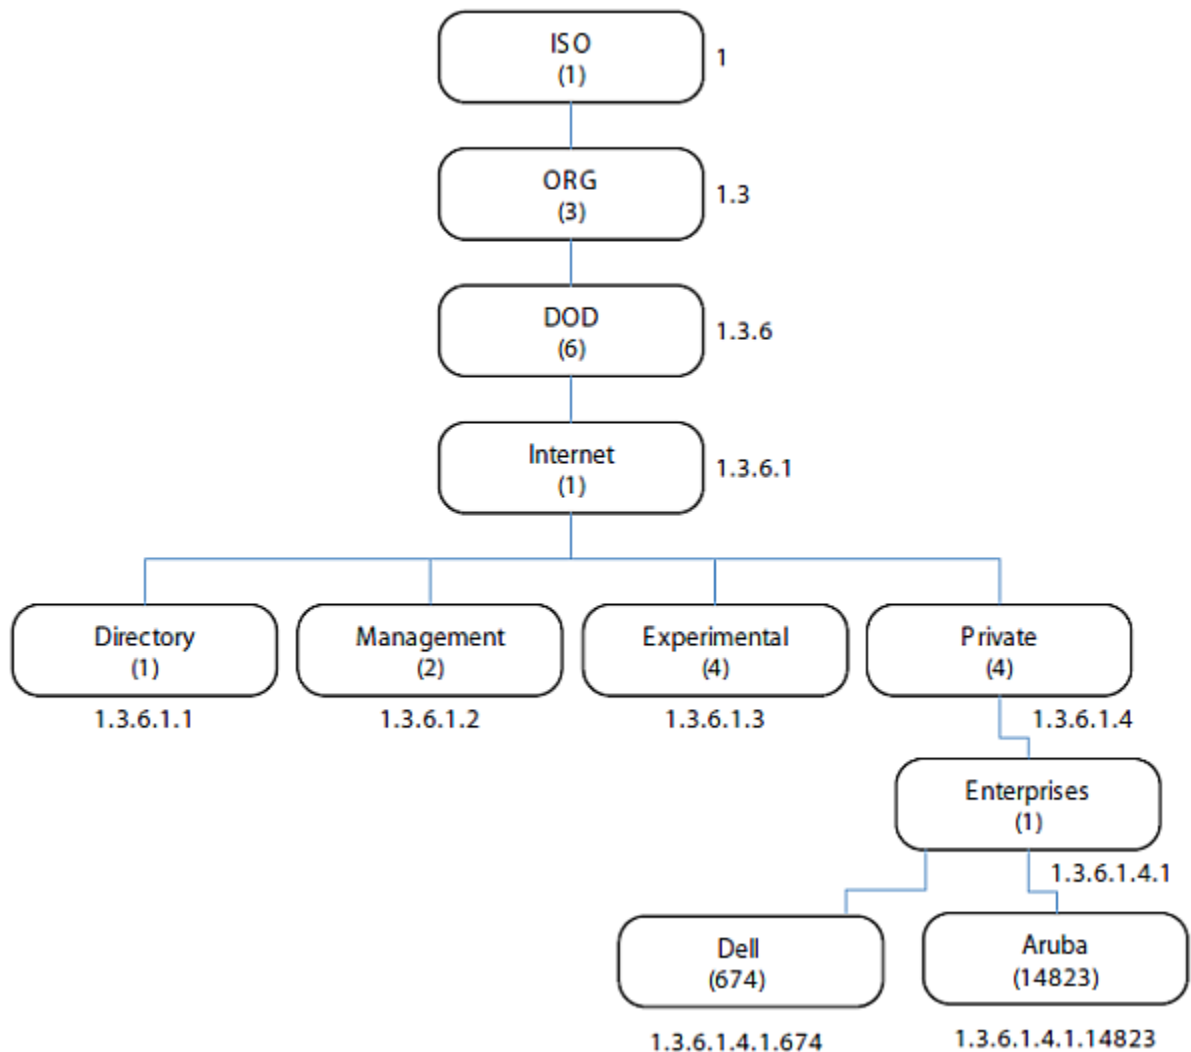 ISO
(1)
1
ORG
(3)
1.3
DOD
(6)
1.3.6
Internet
(1)
1.3.6.1
Directory
(1)
1.3.6.1.1
Management
(2)
1.3.6.1.2
Experimental
(4)
1.3.6.1.3
Private
(4)
1.3.6.1.4
Enterprises
(1)
1.3.6.1.4.1
Dell
(674)
1.3.6.1.4.1.674
Aruba
(14823)
1.3.6.1.4.1.14823